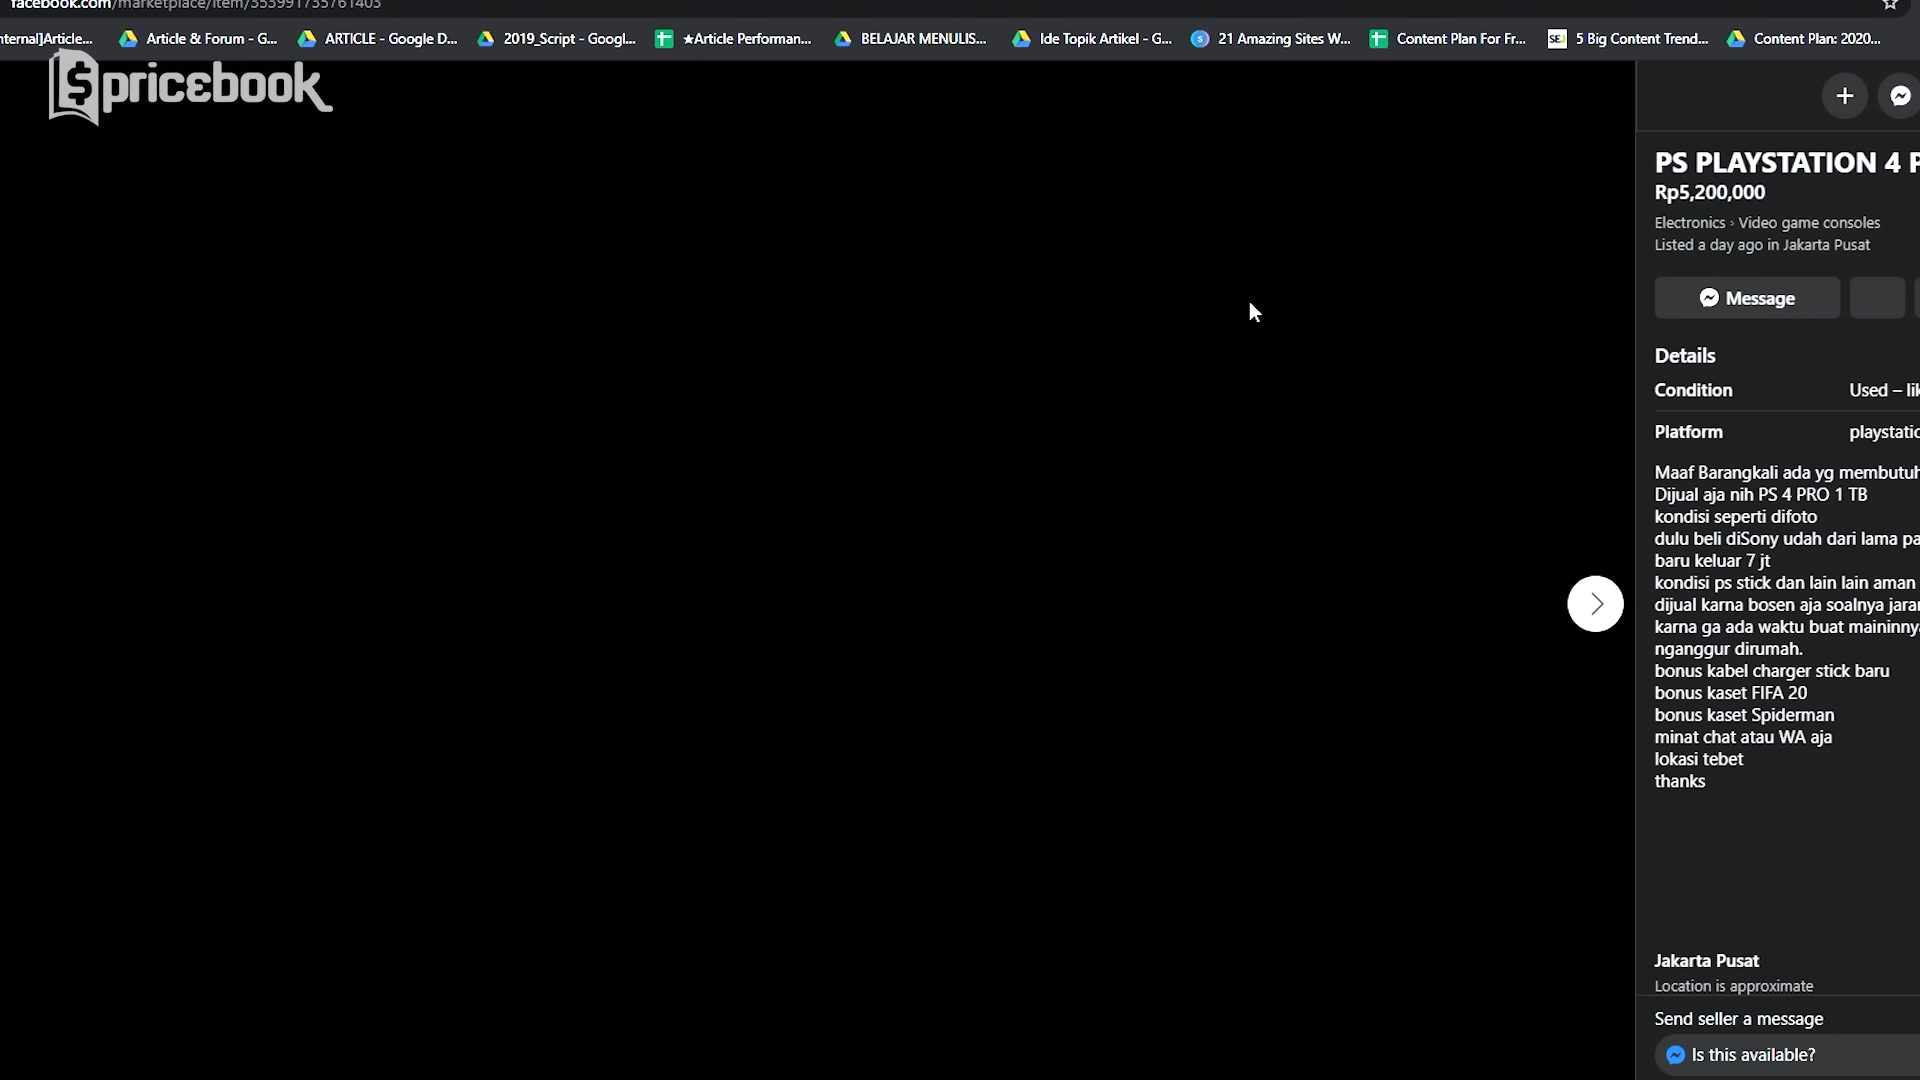 facebook.com/marketplace/item/353991735761403
ternal]Article...
Article & Forum - G...
ARTICLE - Google D...
2019_Script - Googl...
★Article Performan...
BELAJAR MENULIS...
Ide Topik Artikel - G...
21 Amazing Sites W...
Content Plan For Fr...
5 Big Content Trend...
Content Plan: 2020...
pricebook
PS PLAYSTATION 4 P
Rp5,200,000
Electronics › Video game consoles
Listed a day ago in Jakarta Pusat
Message
Details
Condition Used – lik
Platform playstatio
Maaf Barangkali ada yg membutuh
Dijual aja nih PS 4 PRO 1 TB
kondisi seperti difoto
dulu beli diSony udah dari lama pa
baru keluar 7 jt
kondisi ps stick dan lain lain aman
dijual karna bosen aja soalnya jaran
karna ga ada waktu buat maininnya
nganggur dirumah.
bonus kabel charger stick baru
bonus kaset FIFA 20
bonus kaset Spiderman
minat chat atau WA aja
lokasi tebet
thanks
Jakarta Pusat
Location is approximate
Send seller a message
Is this available?